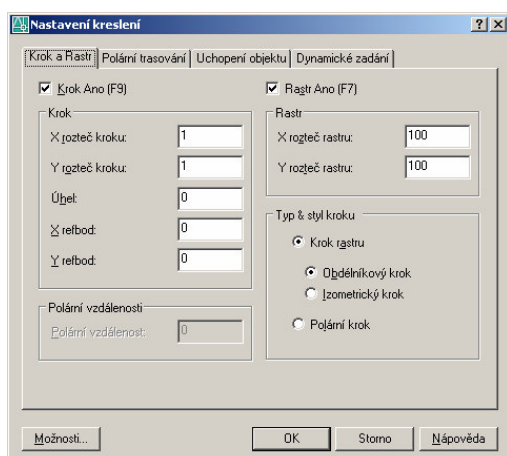 Nastavení kreslení
Krok a Rastr Polární trasování Uchopení objektu Dynamické zadání
Krok Ano (F9)
Krok
X rozteč kroku: 1
Y rozteč kroku: 1
Úhel: 0
X refbod: 0
Y refbod: 0
Polární vzdálenosti
Polární vzdálenost: 0
Rastr Ano (F7)
Rastr
X rozteč rastru: 100
Y rozteč rastru: 100
Typ & styl kroku
Krok rastru
Obdélníkový krok
Izometrický krok
Polární krok
Možnosti... OK Storno Nápověda